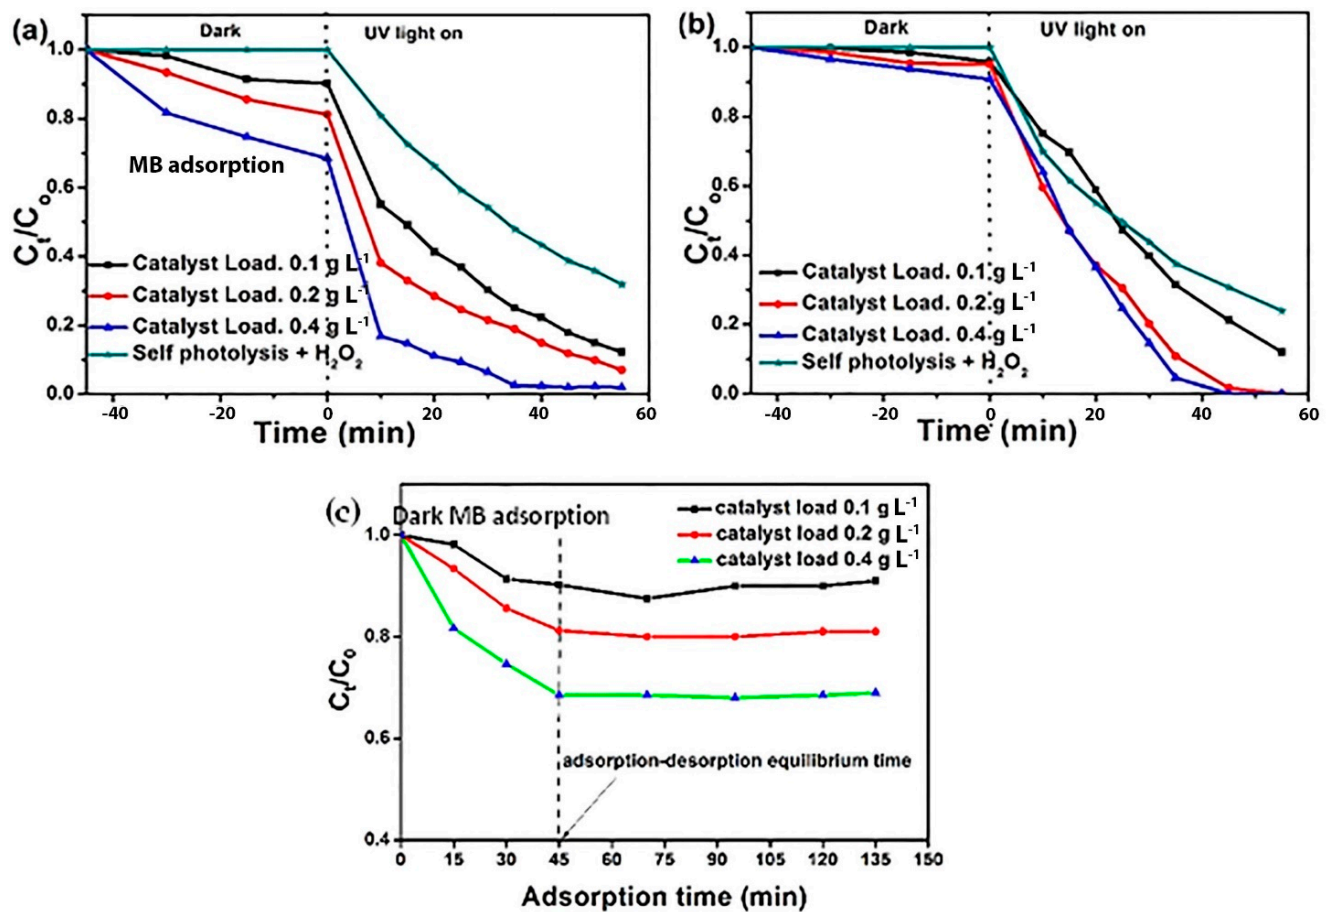 (a)
Dark
UV light on
1.0
0.8
0.6
0.4
0.2
0.0
Ct/Co
MB adsorption
Catalyst Load. 0.1 g L-1
Catalyst Load. 0.2 g L-1
Catalyst Load. 0.4 g L-1
Self photolysis + H2O2
-40 -20 0 20 40 60
Time (min)
(b)
Dark
UV light on
1.0
0.8
0.6
0.4
0.2
0.0
Ct/Co
Catalyst Load. 0.1 g L-1
Catalyst Load. 0.2 g L-1
Catalyst Load. 0.4 g L-1
Self photolysis + H2O2
-40 -20 0 20 40 60
Time (min)
(c)
Dark MB adsorption
catalyst load 0.1 g L-1
catalyst load 0.2 g L-1
catalyst load 0.4 g L-1
1.0
0.8
0.6
0.4
Ct/C0
adsorption-desorption equilibrium time
0 15 30 45 60 75 90 105 120 135 150
Adsorption time (min)